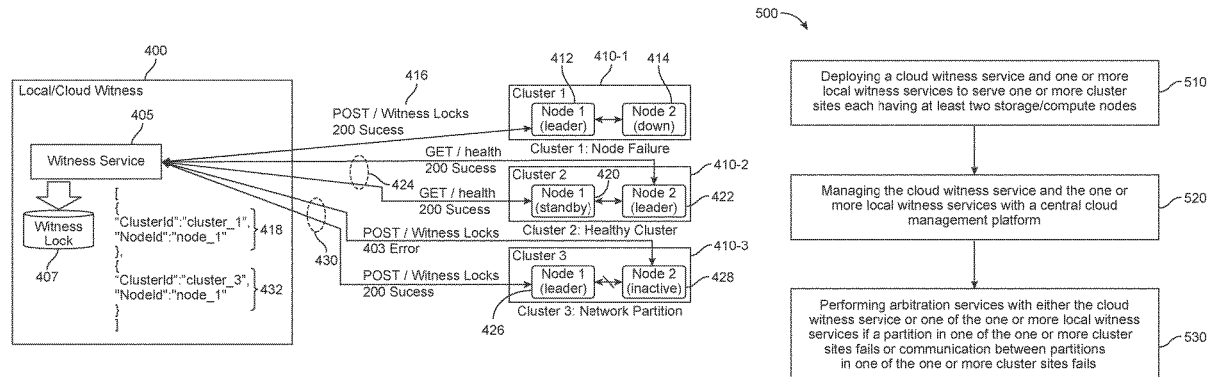 400
Local/Cloud Witness
405
Witness Service
Witness
Lock
407
[
{
"ClusterId":"cluster_1",
"NodeId":"node_1"
},
{
"ClusterId":"cluster_3",
"NodeId":"node_1"
}
]
418
432
416
POST / Witness Locks
200 Sucess
GET / health
200 Sucess
424
GET / health
200 Sucess
430
POST / Witness Locks
403 Error
POST / Witness Locks
200 Sucess
410-1
412
414
Cluster 1
Node 1
(leader)
Node 2
(down)
Cluster 1: Node Failure
410-2
Cluster 2
420
Node 1
(standby)
Node 2
(leader)
422
Cluster 2: Healthy Cluster
410-3
Cluster 3
Node 1
(leader)
Node 2
(inactive)
428
426
Cluster 3: Network Partition
500
Deploying a cloud witness service and one or more
local witness services to serve one or more cluster
sites each having at least two storage/compute nodes
510
Managing the cloud witness service and the one or
more local witness services with a central cloud
management platform
520
Performing arbitration services with either the cloud
witness service or one of the one or more local witness
services if a partition in one of the one or more cluster
sites fails or communication between partitions
in one of the one or more cluster sites fails
530